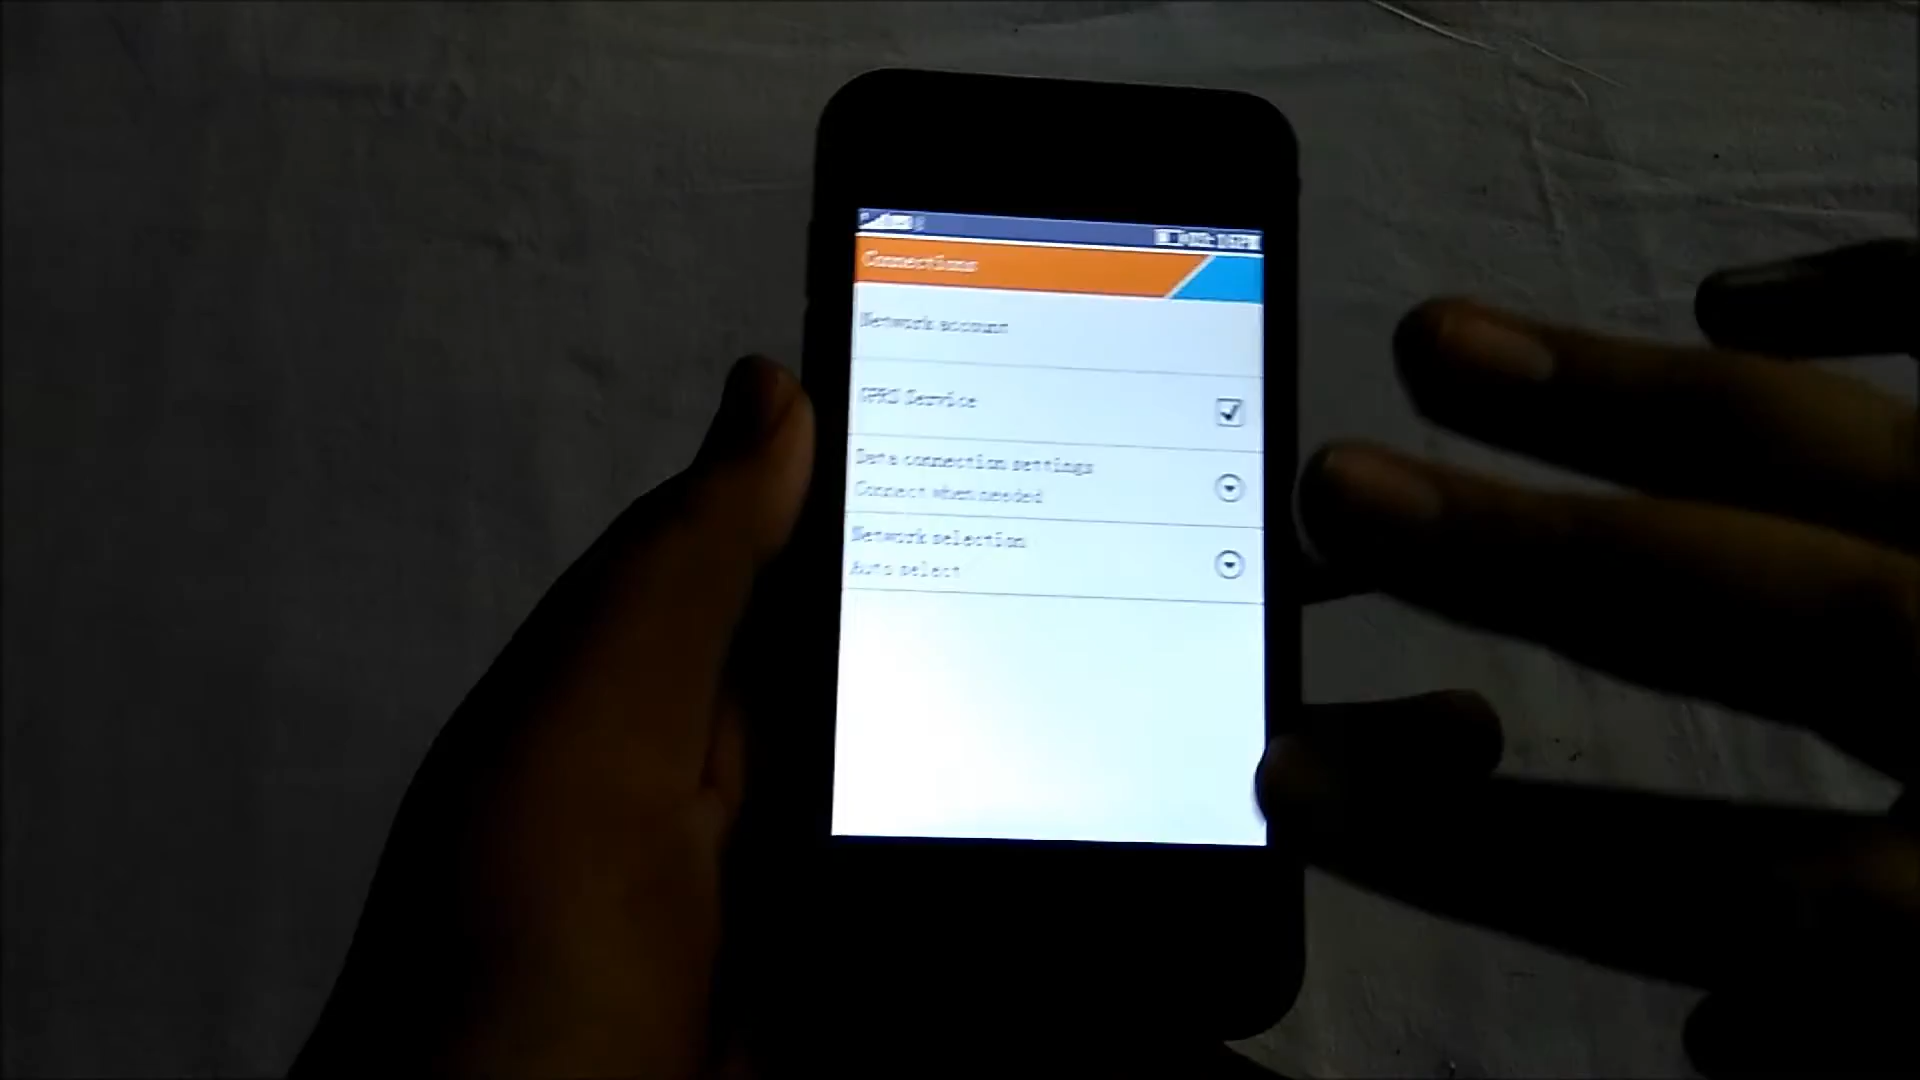 Connections
Network account
GPRS Service
Data connection settings
Connect when needed
Network selection
Auto select